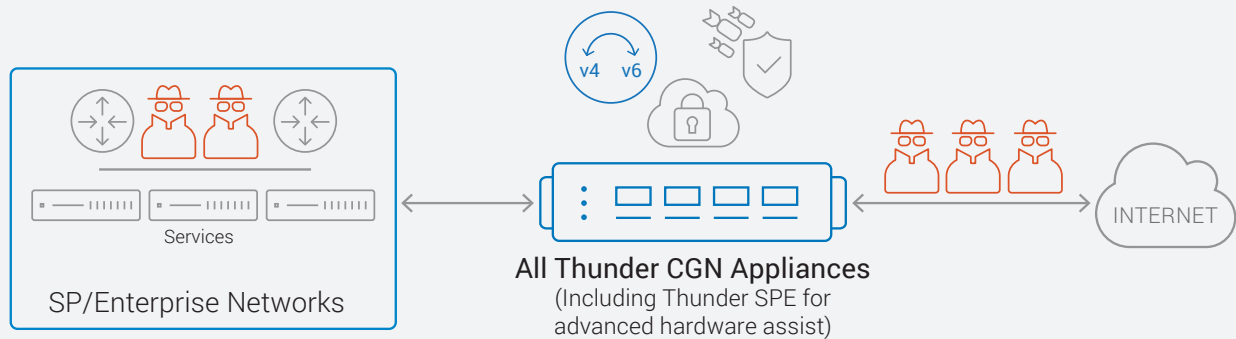 v4 v6
INTERNET
Services
SP/Enterprise Networks
All Thunder CGN Appliances
(Including Thunder SPE for
advanced hardware assist)